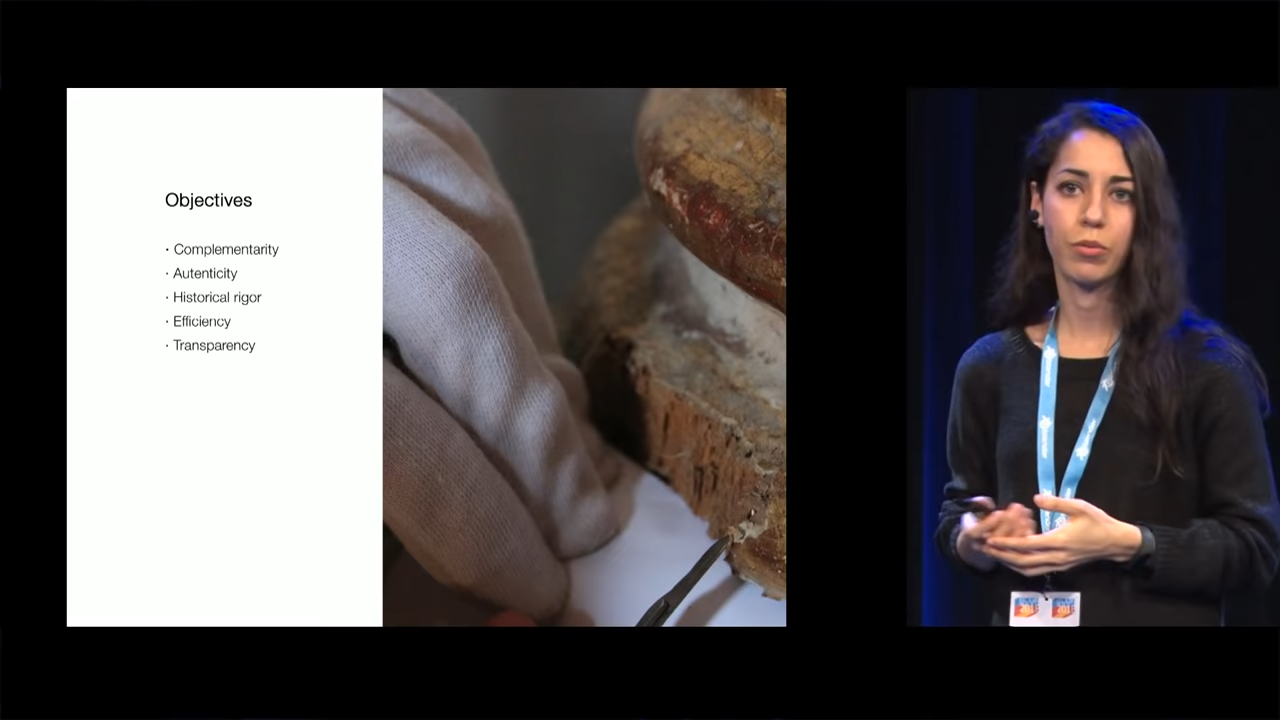 Objectives
· Complementarity
· Autenticity
· Historical rigor
· Efficiency
· Transparency